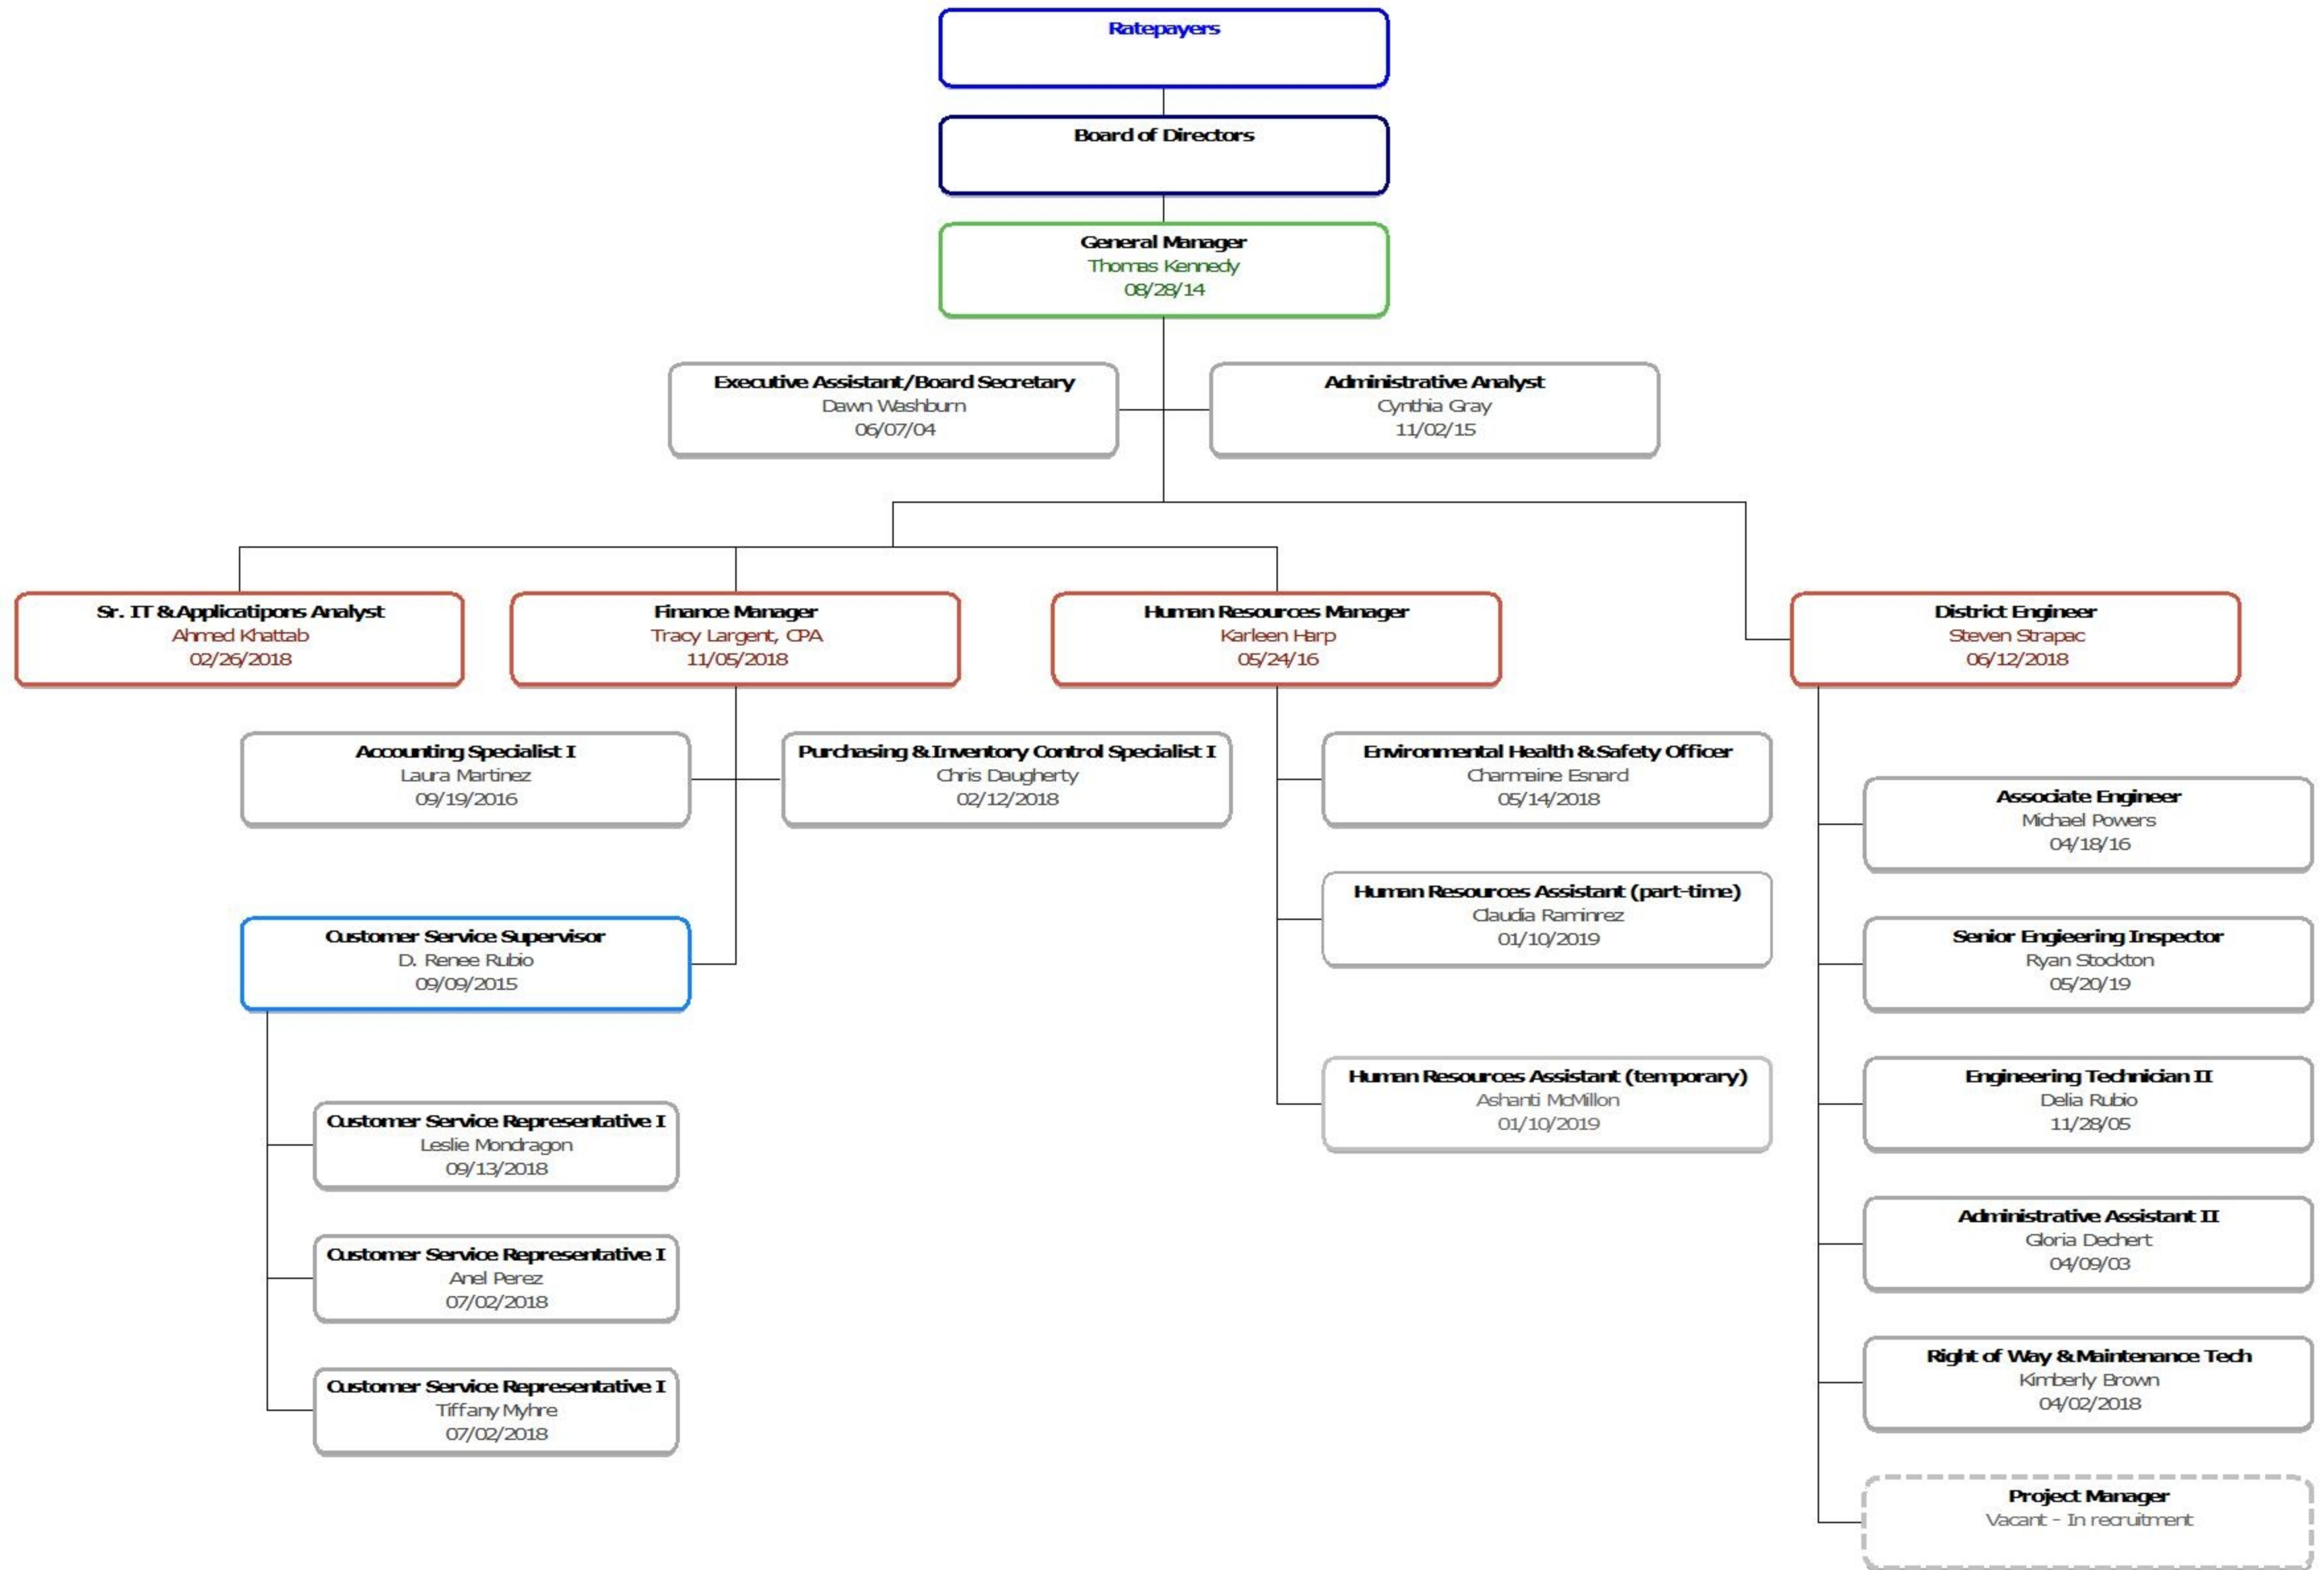 Ratepayers
Board of Directors
General Manager
Thomas Kennedy
08/28/14
Executive Assistant/Board Secretary
Dawn Washburn
06/07/04
Administrative Analyst
Cynthia Gray
11/02/15
Sr. IT & Applicatipons Analyst
Ahmed Khattab
02/26/2018
Finance Manager
Tracy Largent, CPA
11/05/2018
Human Resources Manager
Karleen Harp
05/24/16
District Engineer
Steven Strapac
06/12/2018
Accounting Specialist I
Laura Martinez
09/19/2016
Purchasing & Inventory Control Specialist I
Chris Daugherty
02/12/2018
Customer Service Supervisor
D. Renee Rubio
09/09/2015
Customer Service Representative I
Leslie Mondragon
09/13/2018
Customer Service Representative I
Anel Perez
07/02/2018
Customer Service Representative I
Tiffany Myhre
07/02/2018
Environmental Health & Safety Officer
Charmaine Esnard
05/14/2018
Human Resources Assistant (part-time)
Claudia Raminrez
01/10/2019
Human Resources Assistant (temporary)
Ashanti McMillon
01/10/2019
Associate Engineer
Michael Powers
04/18/16
Senior Engieering Inspector
Ryan Stockton
05/20/19
Engineering Technician II
Delia Rubio
11/28/05
Administrative Assistant II
Gloria Dechert
04/09/03
Right of Way & Maintenance Tech
Kimberly Brown
04/02/2018
Project Manager
Vacant - In recruitment